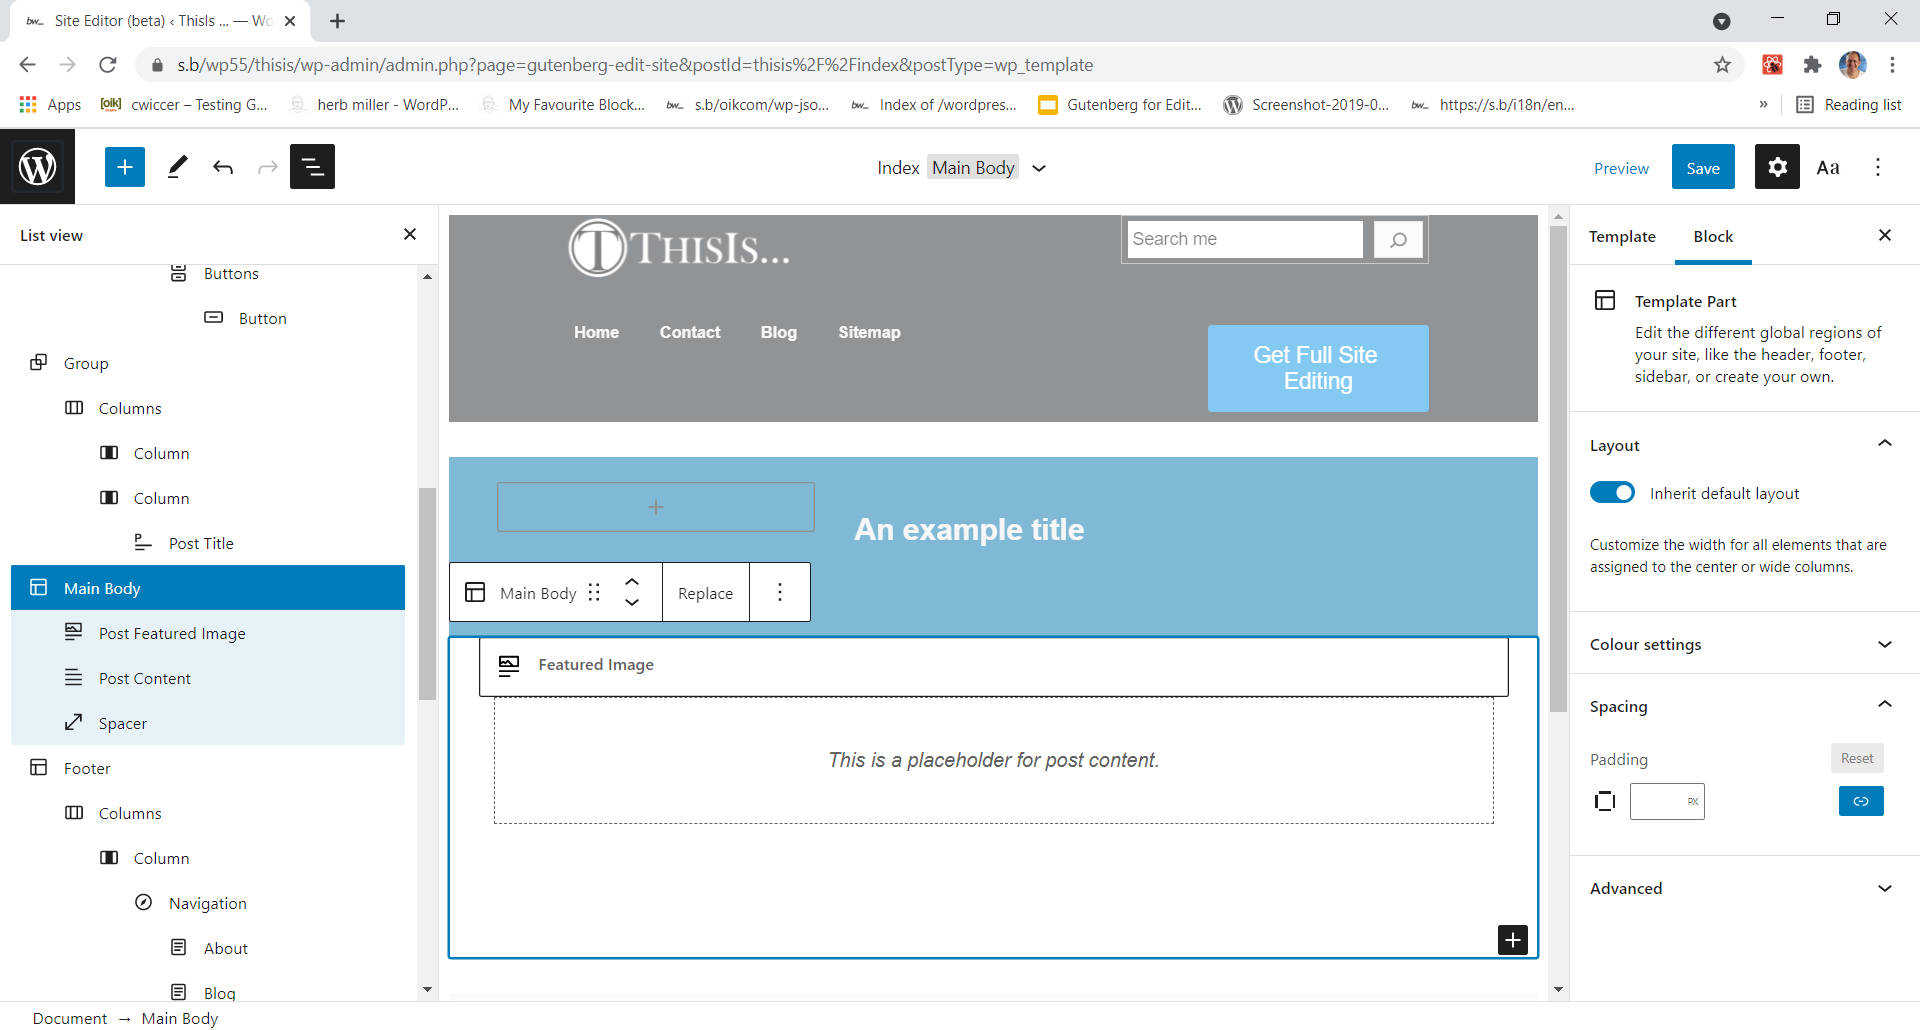 bw_ Site Editor (beta) ‹ ThisIs ... — Wo
s.b/wp55/thisis/wp-admin/admin.php?page=gutenberg-edit-site&postId=thisis%2F%2Findex&postType=wp_template
Apps [oik] cwiccer – Testing G... herb miller - WordP... My Favourite Block... bw_ s.b/oikcom/wp-jso... bw_ Index of /wordpres... Gutenberg for Edit... Screenshot-2019-0... bw_ https://s.b/i18n/en... » Reading list
Index Main Body
Preview
Save
Aa
List view
Buttons
Button
Group
Columns
Column
Column
Post Title
Main Body
Post Featured Image
Post Content
Spacer
Footer
Columns
Column
Navigation
About
Blog
THISIS...
Search me
Home Contact Blog Sitemap
Get Full Site
Editing
An example title
Main Body
Replace
Featured Image
This is a placeholder for post content.
Template Block
Template Part
Edit the different global regions of
your site, like the header, footer,
sidebar, or create your own.
Layout
Inherit default layout
Customize the width for all elements that are
assigned to the center or wide columns.
Colour settings
Spacing
Padding
Reset
PX
Advanced
Document → Main Body